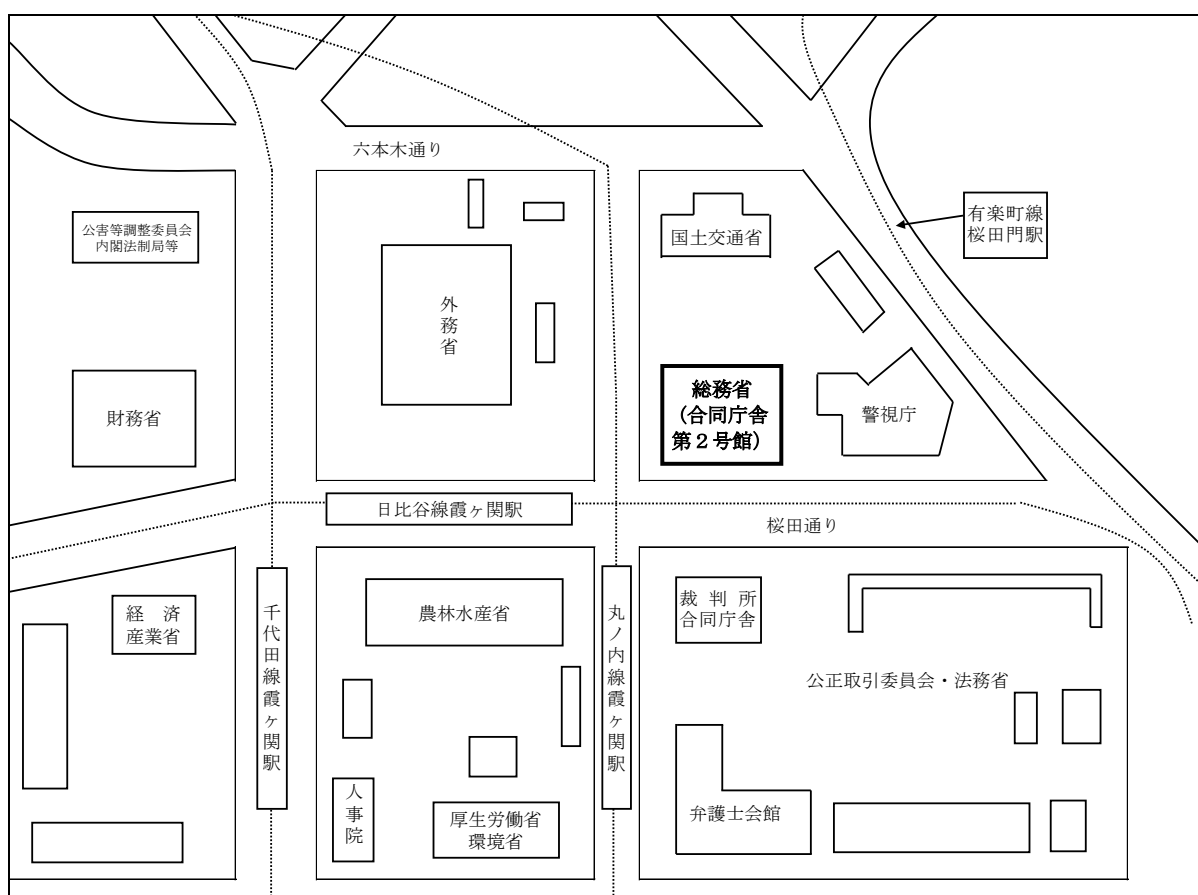 六本木通り
公害等調整委員会
内閣法制局等
国土交通省
有楽町線
桜田門駅
外務省
財務省
総務省
（合同庁舎
第２号館）
警視庁
日比谷線霞ヶ関駅
桜田通り
経　済
産業省
千代田線霞ヶ関駅
農林水産省
丸ノ内線霞ヶ関駅
裁 判 所
合同庁舎
公正取引委員会・法務省
人事院
厚生労働省
環境省
弁護士会館